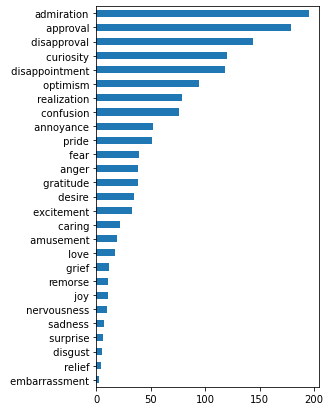 admiration
approval
disapproval
curiosity
disappointment
optimism
realization
confusion
annoyance
pride
fear
anger
gratitude
desire
excitement
caring
amusement
love
grief
remorse
joy
nervousness
sadness
surprise
disgust
relief
embarrassment
0 50 100 150 200